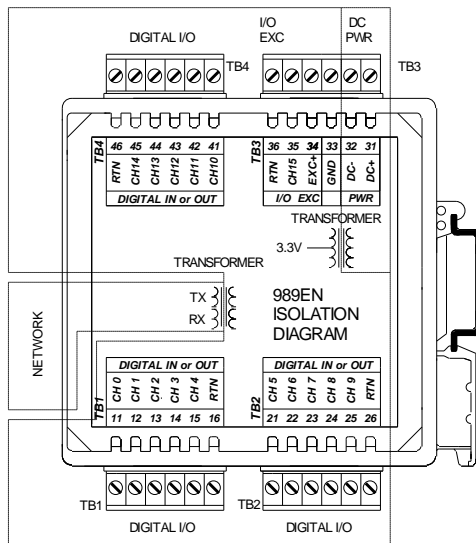 DIGITAL I/O
I/O
EXC
DC
PWR
TB4
TB3
TB4
46 45 44 43 42 41
RTN CH14 CH13 CH12 CH11 CH10
DIGITAL IN or OUT
TB3
36 35 34 33 32 31
RTN CH15 EXC+ GND DC- DC+
I/O EXC PWR
TRANSFORMER
3.3V
TRANSFORMER
TX
RX
989EN
ISOLATION
DIAGRAM
NETWORK
TB1
DIGITAL IN or OUT
CH 0 CH 1 CH 2 CH 3 CH 4 RTN
11 12 13 14 15 16
TB2
DIGITAL IN or OUT
CH 5 CH 6 CH 7 CH 8 CH 9 RTN
21 22 23 24 25 26
TB1
DIGITAL I/O
TB2
DIGITAL I/O